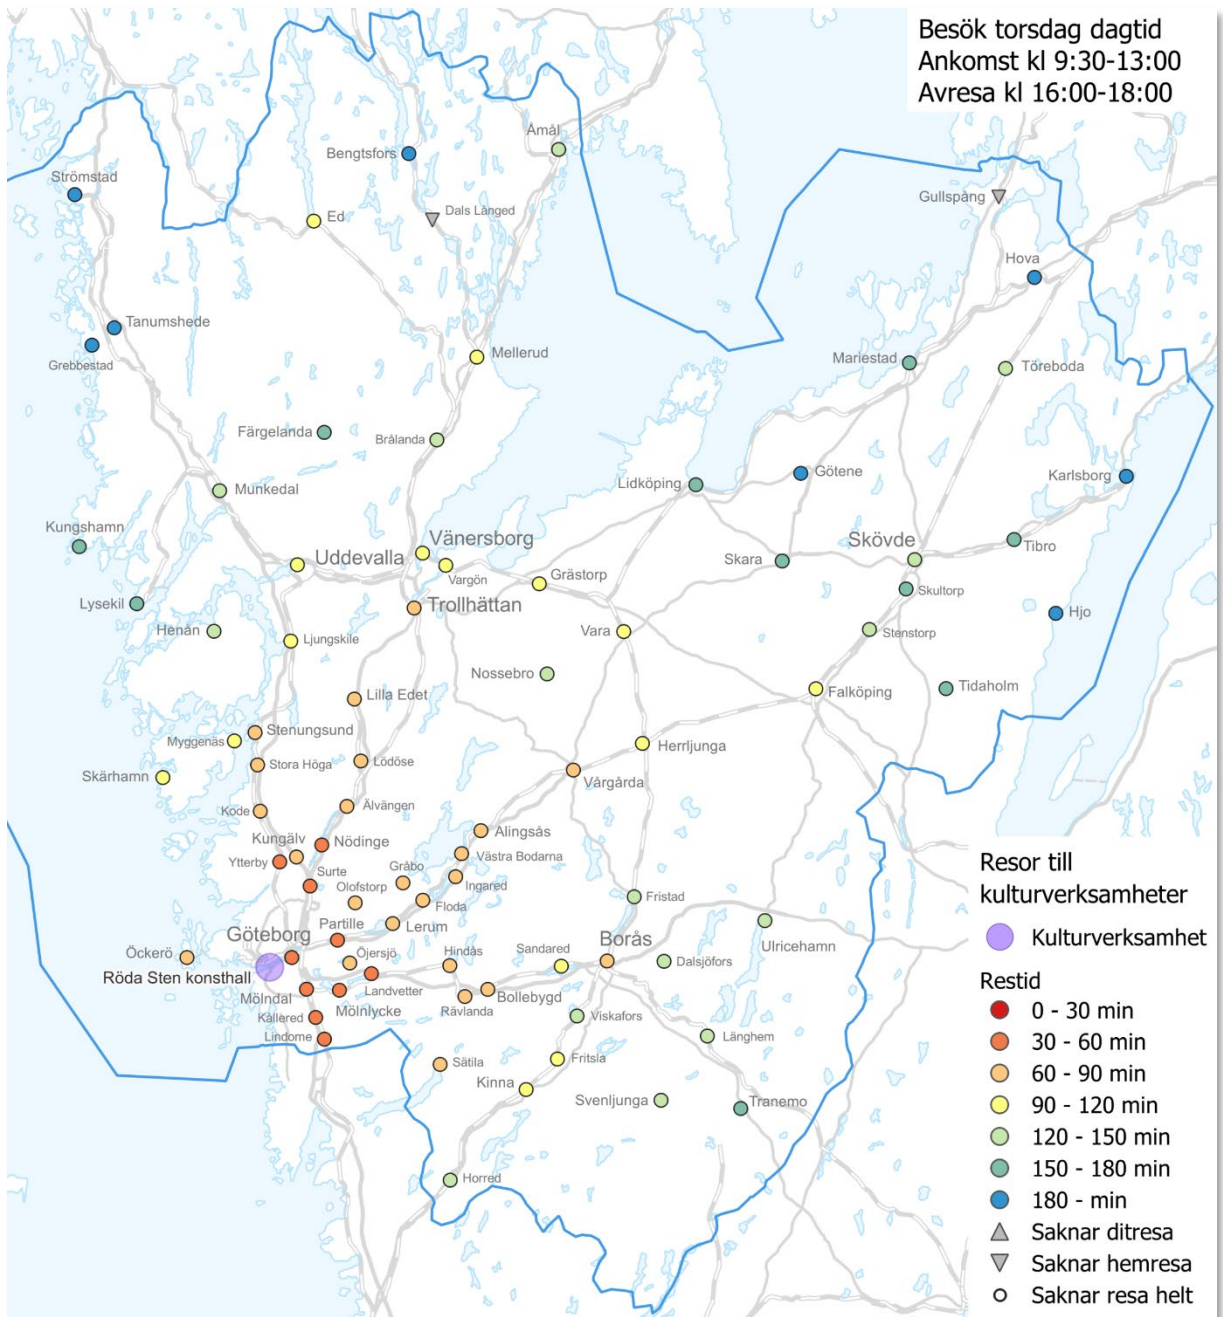 Besök torsdag dagtid
Ankomst kl 9:30-13:00
Avresa kl 16:00-18:00
Åmål
Bengtsfors
Strömstad
Gullspång
Dals Långed
Ed
Hova
Tanumshede
Grebbestad
Mellerud
Mariestad
Töreboda
Färgelanda
Brålanda
Munkedal
Lidköping
Götene
Karlsborg
Kungshamn
Uddevalla
Vänersborg
Vargön
Grästorp
Skara
Skövde
Tibro
Skultorp
Lysekil
Trollhättan
Hjo
Henån
Ljungskile
Vara
Stenstorp
Nossebro
Lilla Edet
Falköping
Tidaholm
Stenungsund
Myggenäs
Herrljunga
Stora Höga
Lödöse
Skärhamn
Vårgårda
Kode
Älvängen
Alingsås
Kungälv
Nödinge
Västra Bodarna
Ytterby
Surte
Gråbo
Ingared
Olofstorp
Floda
Fristad
Partille
Lerum
Ulricehamn
Göteborg
Öckerö
Öjersjö
Hindås
Sandared
Borås
Dalsjöfors
Röda Sten konsthall
Landvetter
Mölndal
Mölnlycke
Rävlanda
Bollebygd
Kållered
Viskafors
Lindome
Länghem
Sätila
Fritsla
Kinna
Svenljunga
Tranemo
Horred
Resor till
kulturverksamheter
Kulturverksamhet
Restid
0 - 30 min
30 - 60 min
60 - 90 min
90 - 120 min
120 - 150 min
150 - 180 min
180 - min
Saknar ditresa
Saknar hemresa
Saknar resa helt